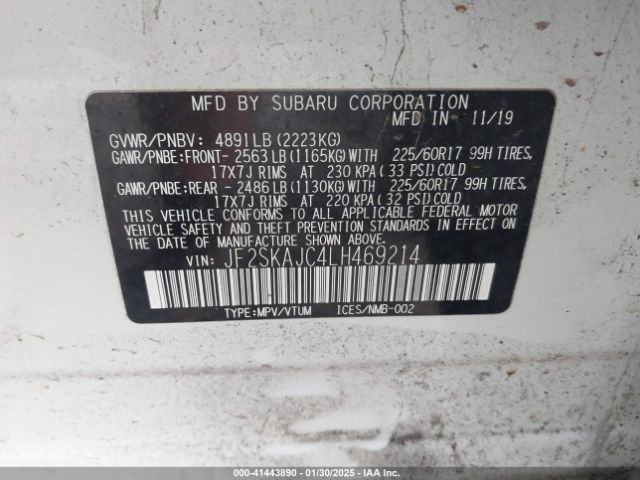 MFD BY SUBARU CORPORATION
MFD IN 11/19
GVWR/PNBV: 4891LB (2223KG)
GAWR/PNBE:FRONT- 2563 LB (1165KG) WITH 225/60R17 99H TIRES,
17X7J RIMS AT 230 KPA ( 33 PSI) COLD
GAWR/PNBE:REAR - 2486 LB (1130KG) WITH 225/60R17 99H TIRES,
17X7J RIMS AT 220 KPA ( 32 PSI) COLD
THIS VEHICLE CONFORMS TO ALL APPLICABLE FEDERAL MOTOR
VEHICLE SAFETY AND THEFT PREVENTION STANDARDS IN EFFECT ON
THE DATE OF MANUFACTURE SHOWN ABOVE.
VIN: JF2SKAJC4LH469214
TYPE:MPV/VTUM ICES/NMB-002
000-41443890 - 01/30/2025 - IAA Inc.